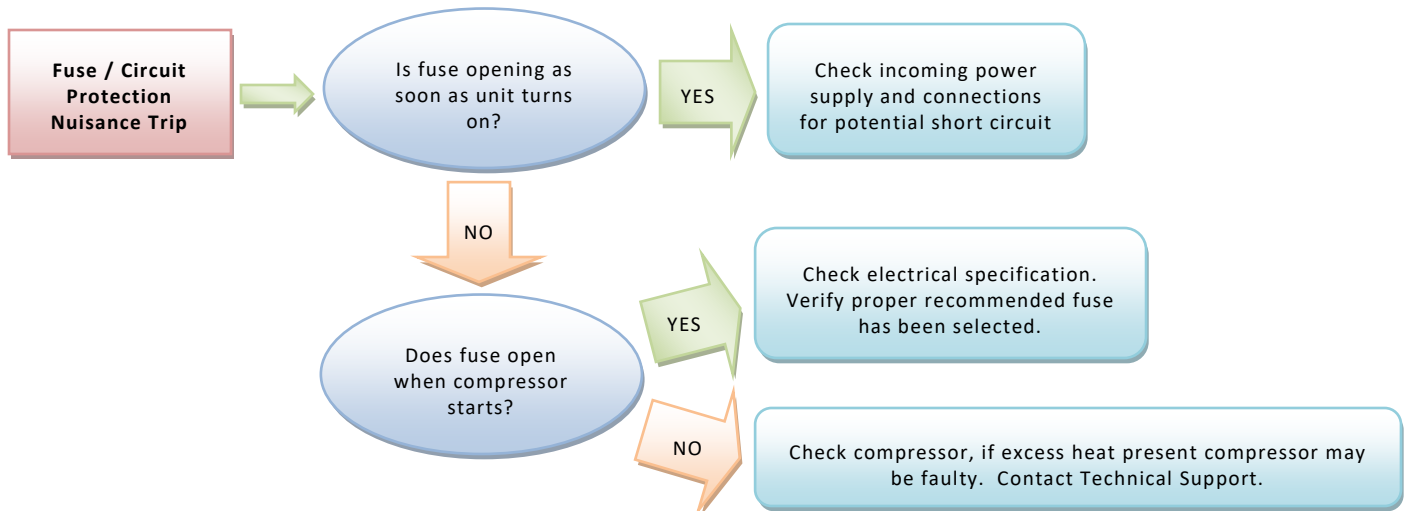 Fuse / Circuit
Protection
Nuisance Trip
Is fuse opening as
soon as unit turns
on?
YES
Check incoming power
supply and connections
for potential short circuit
NO
Does fuse open
when compressor
starts?
YES
Check electrical specification.
Verify proper recommended fuse
has been selected.
NO
Check compressor, if excess heat present compressor may
be faulty.  Contact Technical Support.